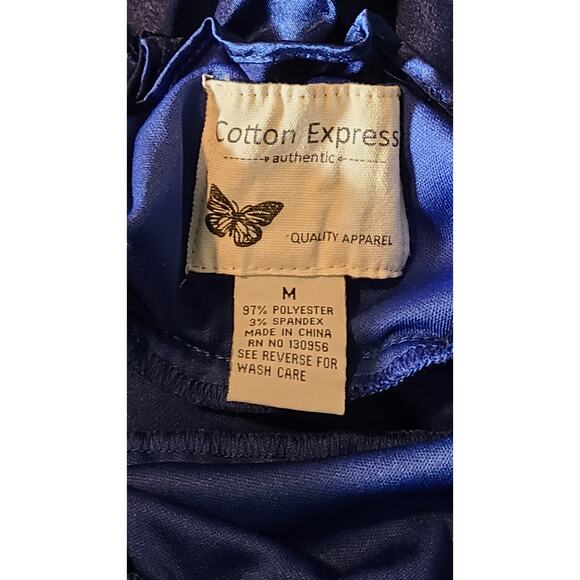 Cotton Express
authentic
QUALITY APPAREL
M
97% POLYESTER
3% SPANDEX
MADE IN CHINA
RN NO 130956
SEE REVERSE FOR
WASH CARE